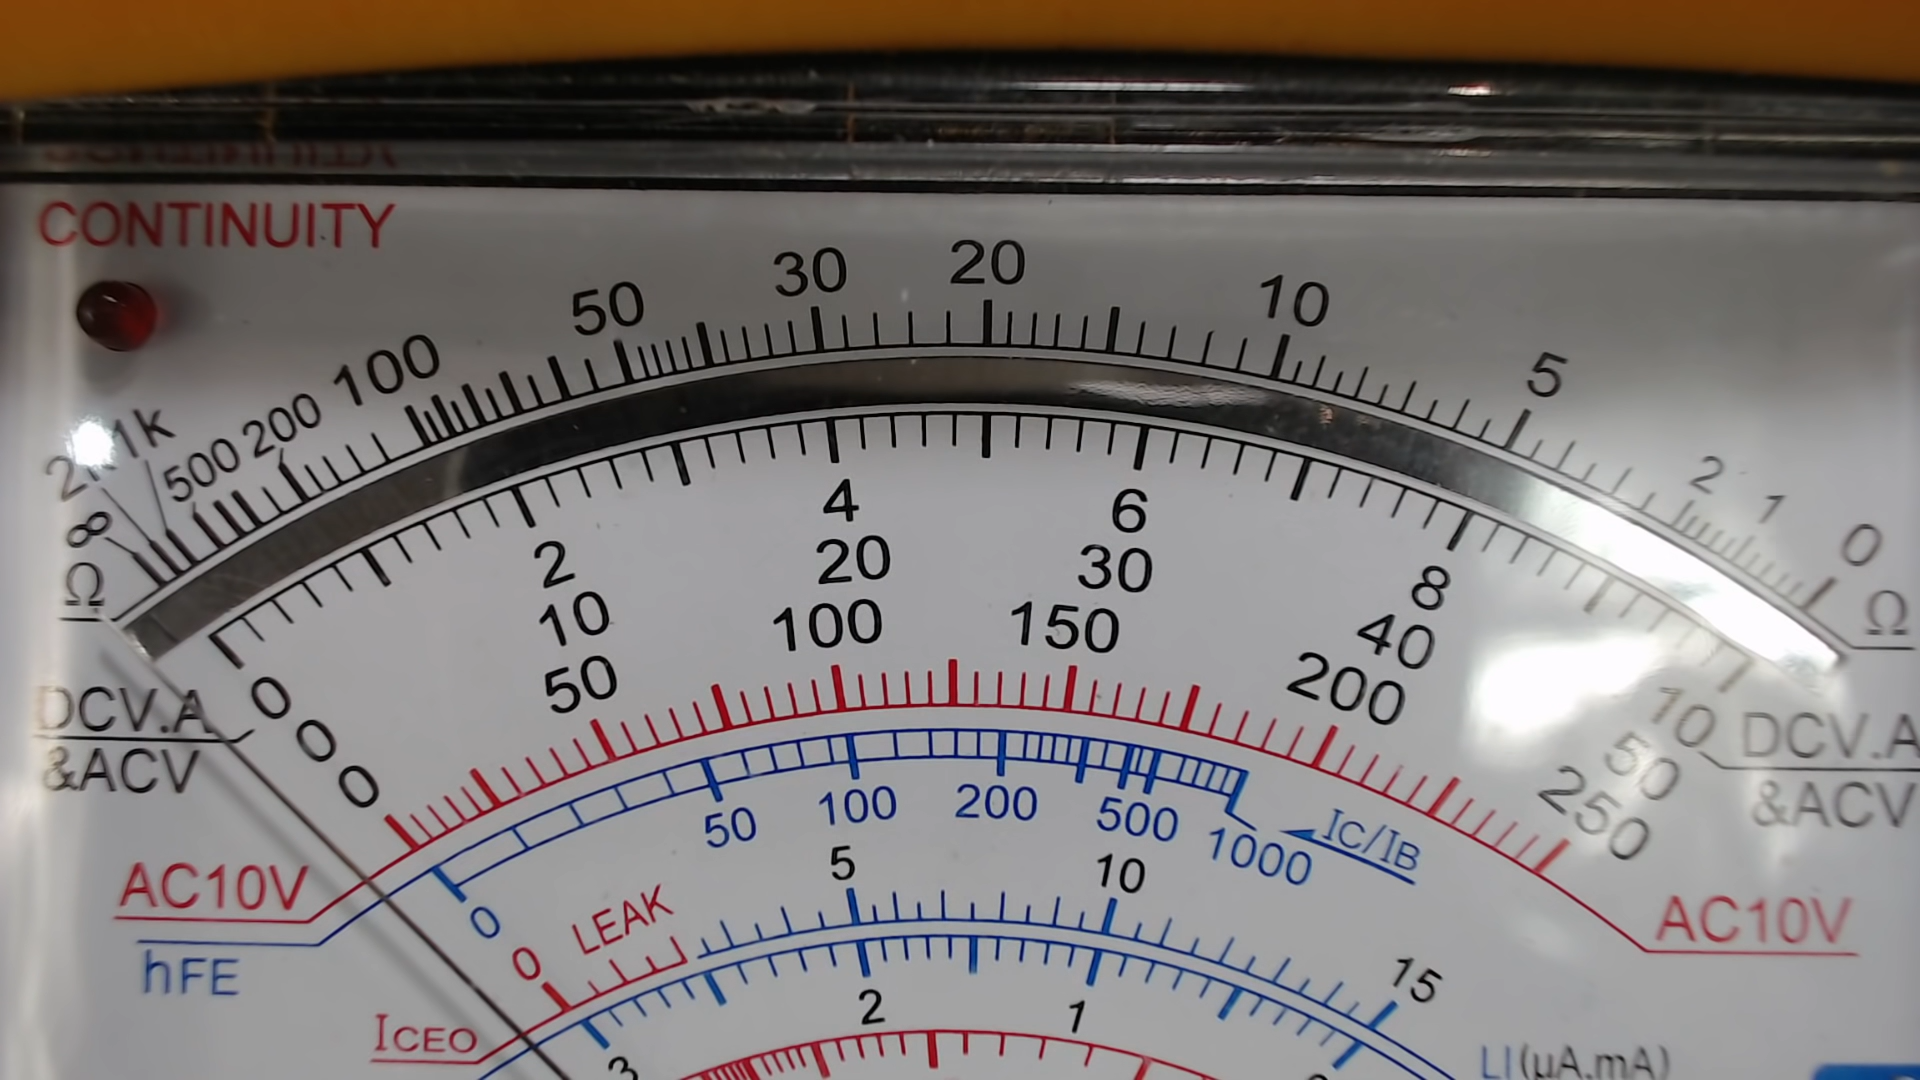 CONTINUITY
50 30 20 10 5 2 1 0
∞ 1K 500 200 100
Ω Ω
0 2 4 6 8 10
0 10 20 30 40 50
0 50 100 150 200 250
DCV.A DCV.A
&ACV &ACV
AC10V AC10V
hFE
0 50 100 200 500 1000 IC/IB
0 LEAK 5 10 15
ICEO
3 2 1
LI(μA.mA)